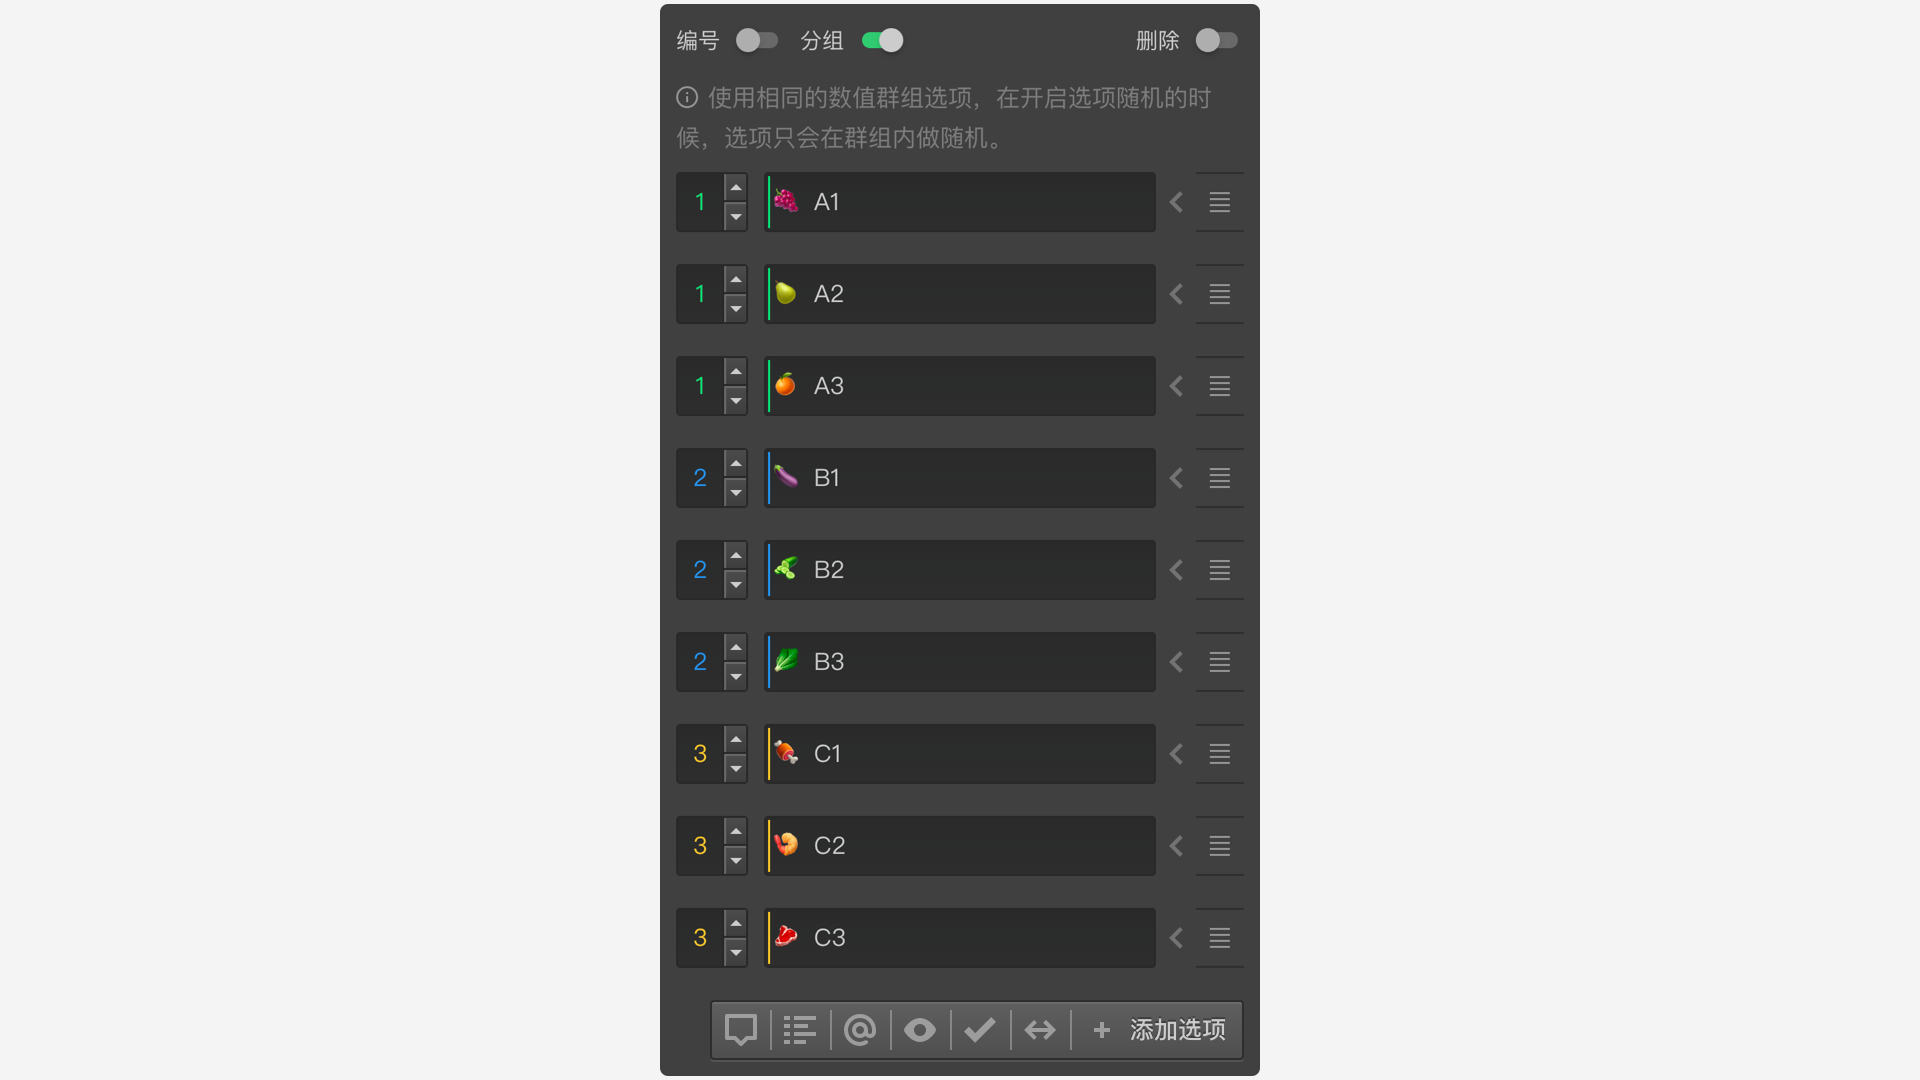 编号 分组 删除
使用相同的数值群组选项，在开启选项随机的时
候，选项只会在群组内做随机。
1 A1
1 A2
1 A3
2 B1
2 B2
2 B3
3 C1
3 C2
3 C3
+ 添加选项